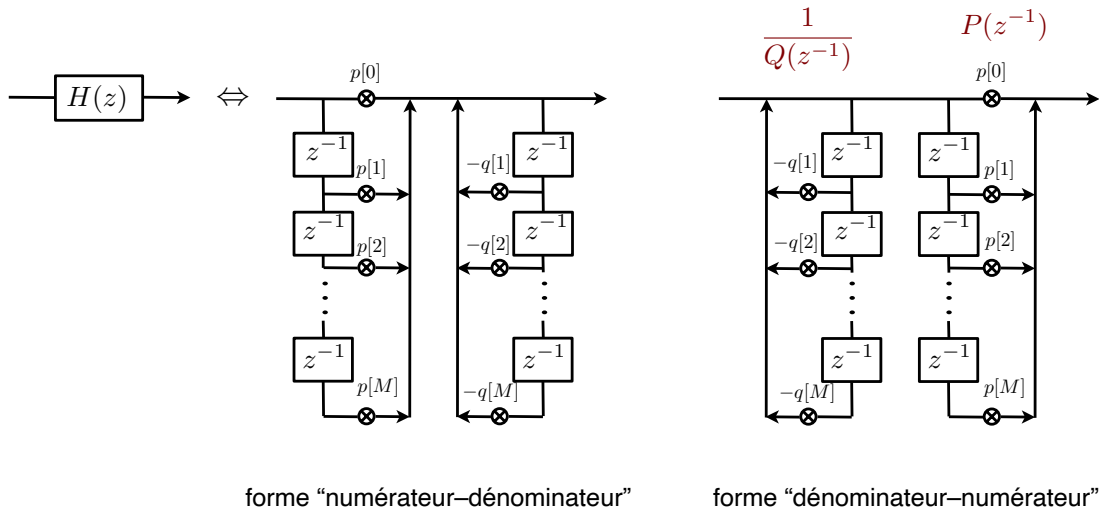 H(z)
⇔
p[0]
z⁻¹
p[1]
z⁻¹
p[2]
z⁻¹
p[M]
z⁻¹
−q[1]
z⁻¹
−q[2]
z⁻¹
−q[M]
forme “numérateur–dénominateur”
1
Q(z⁻¹)
P(z⁻¹)
p[0]
z⁻¹
−q[1]
z⁻¹
−q[2]
z⁻¹
−q[M]
z⁻¹
p[1]
z⁻¹
p[2]
z⁻¹
p[M]
forme “dénominateur–numérateur”